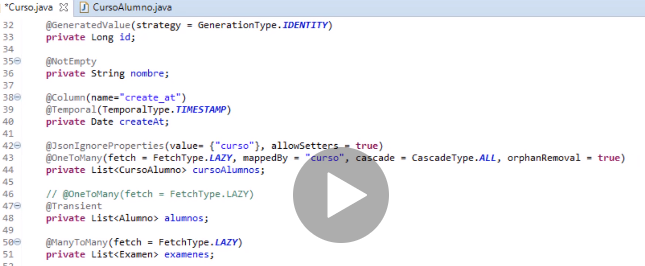 *Curso.java CursoAlumno.java
32 @GeneratedValue(strategy = GenerationType.IDENTITY)
33 private Long id;
34
35 @NotEmpty
36 private String nombre;
37
38 @Column(name="create_at")
39 @Temporal(TemporalType.TIMESTAMP)
40 private Date createAt;
41
42 @JsonIgnoreProperties(value= {"curso"}, allowSetters = true)
43 @OneToMany(fetch = FetchType.LAZY, mappedBy = "curso", cascade = CascadeType.ALL, orphanRemoval = true)
44 private List<CursoAlumno> cursoAlumnos;
45
46 // @OneToMany(fetch = FetchType.LAZY)
47 @Transient
48 private List<Alumno> alumnos;
49
50 @ManyToMany(fetch = FetchType.LAZY)
51 private List<Examen> examenes;